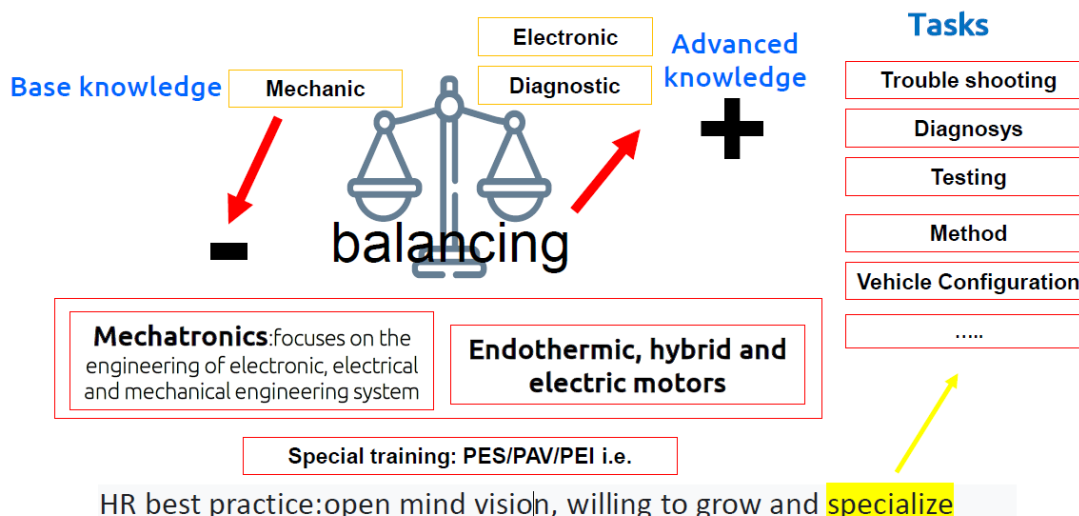 Base knowledge
Mechanic
Electronic
Diagnostic
Advanced
knowledge
+
-
balancing
Mechatronics:focuses on the
engineering of electronic, electrical
and mechanical engineering system
Endothermic, hybrid and
electric motors
Special training: PES/PAV/PEI i.e.
HR best practice:open mind vision, willing to grow and specialize
Tasks
Trouble shooting
Diagnosys
Testing
Method
Vehicle Configuration
.....